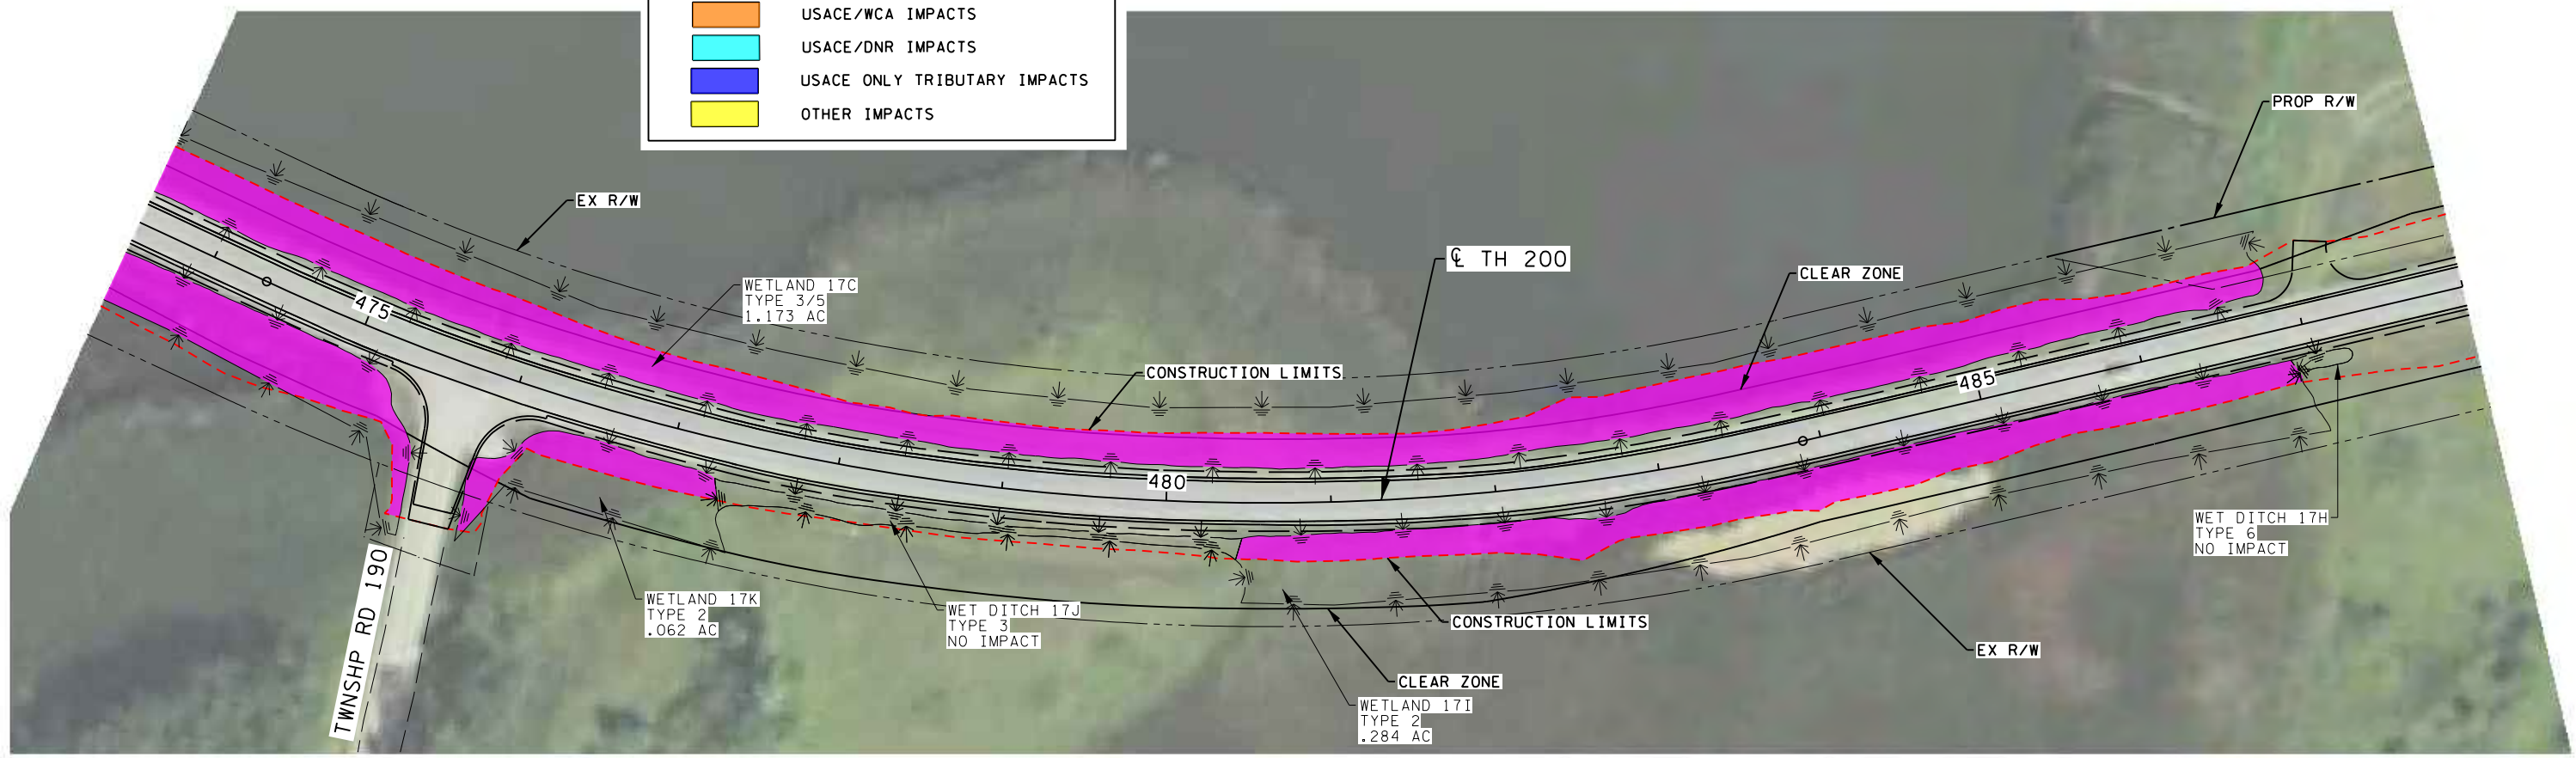 USACE/WCA IMPACTS
USACE/DNR IMPACTS
USACE ONLY TRIBUTARY IMPACTS
OTHER IMPACTS
PROP R/W
EX R/W
℄ TH 200
CLEAR ZONE
WETLAND 17C
TYPE 3/5
1.173 AC
475
CONSTRUCTION LIMITS
485
480
WET DITCH 17H
TYPE 6
NO IMPACT
TWNSHP RD 190
WETLAND 17K
TYPE 2
.062 AC
WET DITCH 17J
TYPE 3
NO IMPACT
CONSTRUCTION LIMITS
EX R/W
CLEAR ZONE
WETLAND 17I
TYPE 2
.284 AC